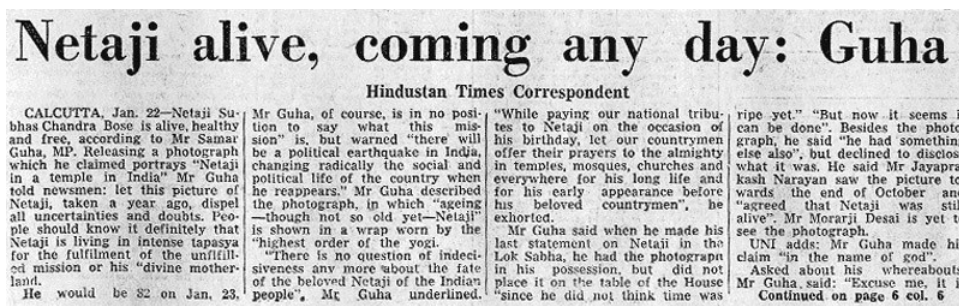 Netaji alive, coming any day: Guha
Hindustan Times Correspondent
CALCUTTA, Jan. 22—Netaji Su-
bhas Chandra Bose is alive, healthy
and free, according to Mr Samar
Guha, MP. Releasing a photograph
which he claimed portrays "Netaji
in a temple in India" Mr Guha
told newsmen: let this picture of
Netaji, taken a year ago, dispel
all uncertainties and doubts. Peo-
ple should know it definitely that
Netaji is living in intense tapasya
for the fulfilment of the unflfill-
ed mission or his "divine mother-
land.
He would be 82 on Jan, 23,
Mr Guha, of course, is in no posi-
tion to say what this mis-
sion" is, but warned "there will
be a political earthquake in India,
changing radically the social and
political life of the country when
he reappears." Mr Guha described
the photograph, in which "ageing
—though not so old yet—Netaji"
is shown in a wrap worn by the
"highest order of the yogi.
"There is no question of indeci-
siveness any more about the fate
of the beloved Netaji of the Indian
people", Mr Guha underlined.
"While paying our national tribu-
tes to Netaji on the occasion of
his birthday, let our countrymen
offer their prayers to the almighty
in temples, mosques, churches and
everywhere for his long life and
for his early appearance before
his beloved countrymen", he
exhorted.
Mr Guha said when he made his
last statement on Netaji in the
Lok Sabha, he had the photograph
in his possession, but did not
place it on the table of the House
"since he did not think time was
ripe yet." "But now it seems
can be done". Besides the photo
graph, he said "he had something
else also", but declined to disclos
what it was. He said Mr Jayapra
kash Narayan saw the picture to
wards the end of October an
"agreed that Netaji was stil
alive". Mr Morarji Desai is yet t
see the photograph.
UNI adds: Mr Guha made hi
claim "in the name of god".
Asked about his whereabouts
Mr Guha said: "Excuse me, it i
Continued on page 6 col. 6